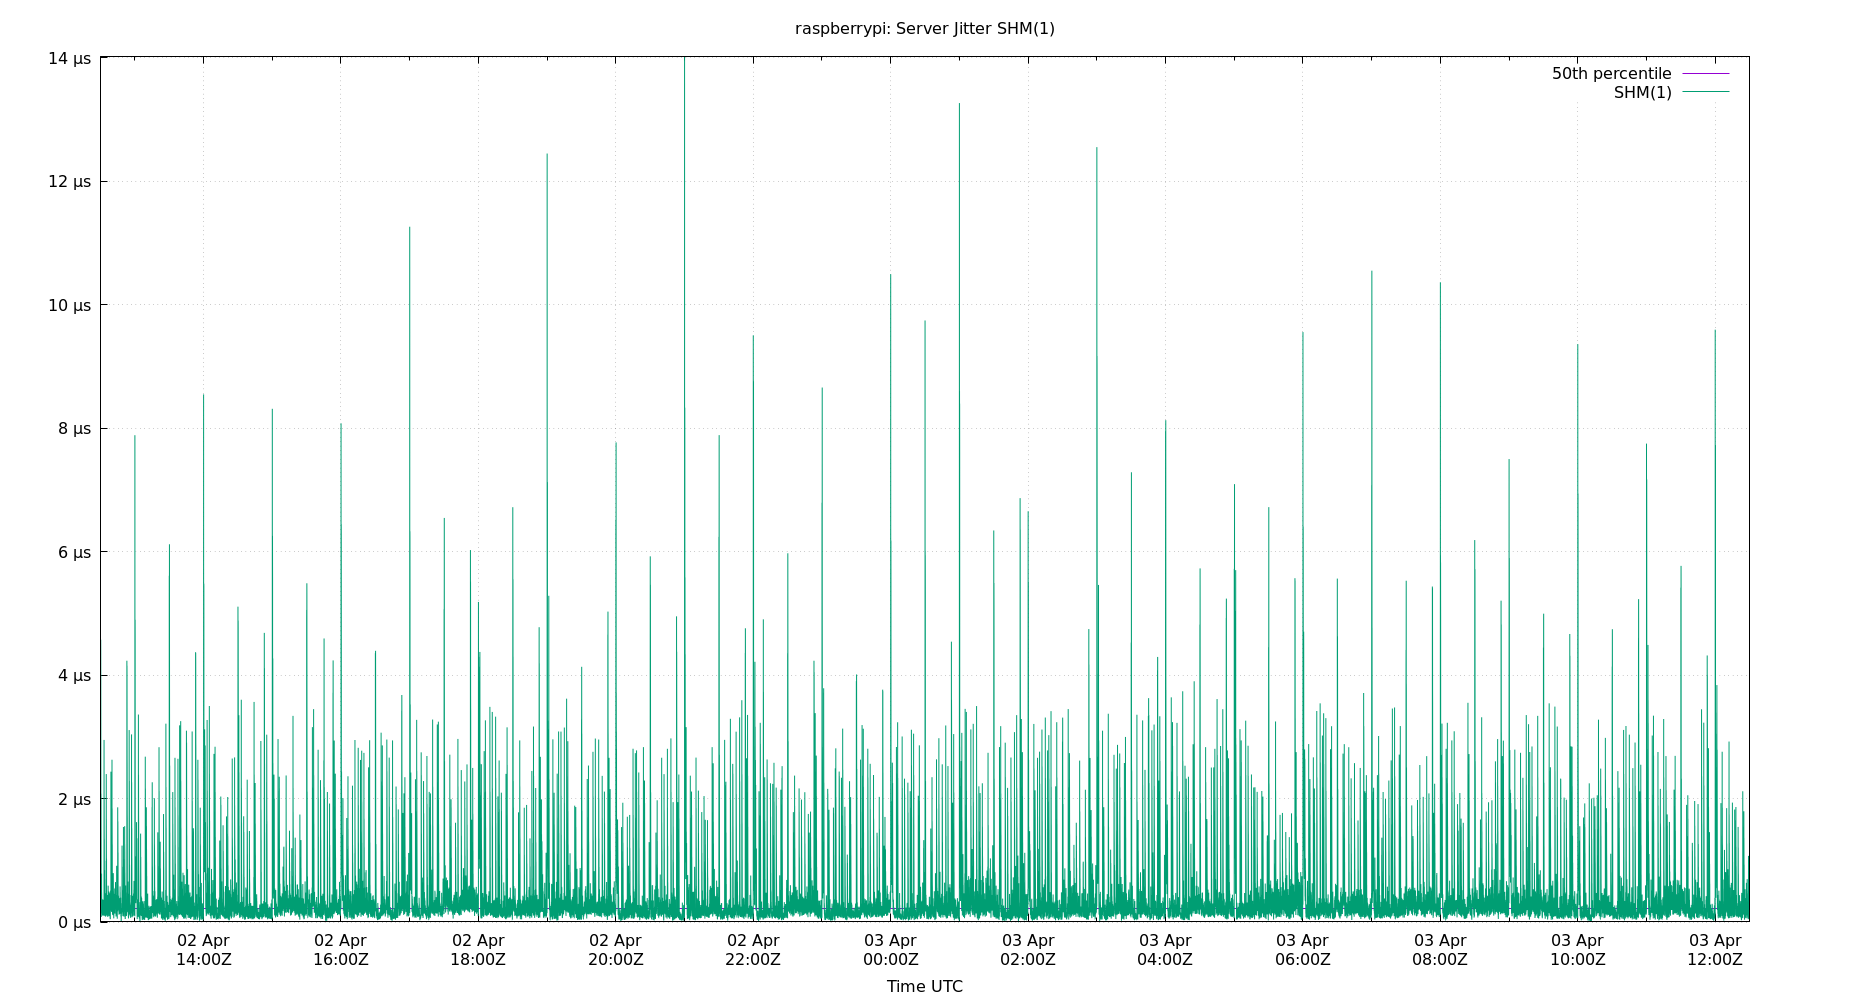 raspberrypi: Server Jitter SHM(1)
14 µs
12 µs
10 µs
8 µs
6 µs
4 µs
2 µs
0 µs
50th percentile
SHM(1)
02 Apr
14:00Z
02 Apr
16:00Z
02 Apr
18:00Z
02 Apr
20:00Z
02 Apr
22:00Z
03 Apr
00:00Z
03 Apr
02:00Z
03 Apr
04:00Z
03 Apr
06:00Z
03 Apr
08:00Z
03 Apr
10:00Z
03 Apr
12:00Z
Time UTC